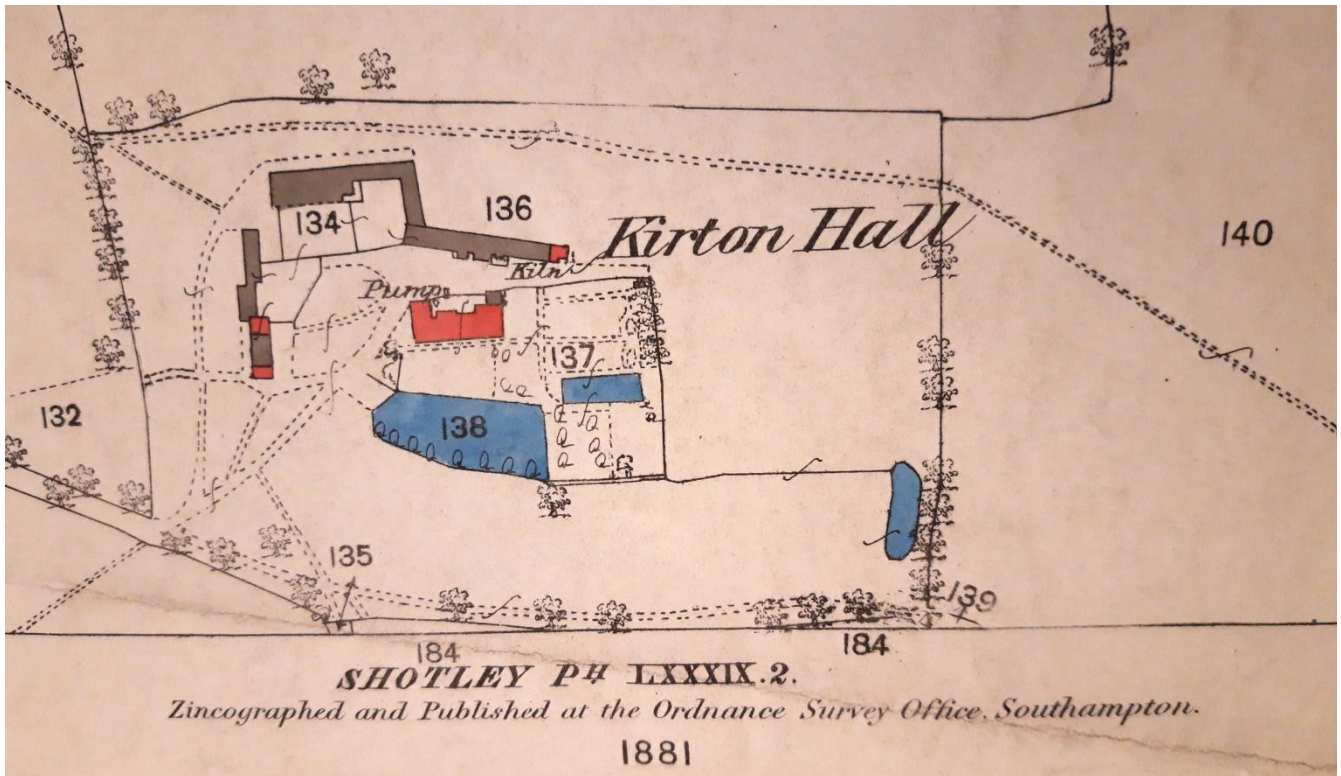 134
136
Kirton Hall
140
Kiln
Pump
137
132
138
135
139
184
184
SHOTLEY PH LXXXIX.2.
Zincographed and Published at the Ordnance Survey Office, Southampton.
1881